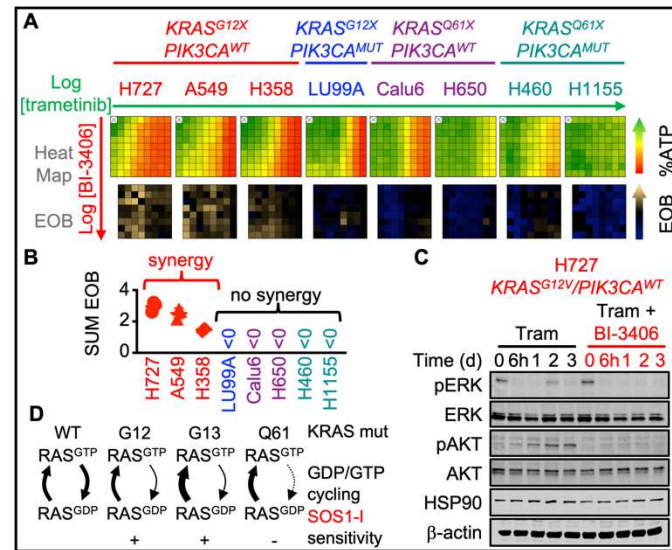 A
KRASG12X KRASG12X KRASQ61X KRASQ61X
PIK3CAWT PIK3CAMUT PIK3CAWT PIK3CAMUT
Log
[trametinib]
H727 A549 H358 LU99A Calu6 H650 H460 H1155
Heat
Map
EOB
Log [BI-3406]
%ATP
EOB
B
synergy
no synergy
SUM EOB
4
2
0
<0 <0 <0 <0 <0
H727 A549 H358 LU99A Calu6 H650 H460 H1155
C
H727
KRASG12V/PIK3CAWT
Tram +
Tram BI-3406
Time (d) 0 6h 1 2 3 0 6h 1 2 3
pERK
ERK
pAKT
AKT
HSP90
β-actin
D
WT G12 G13 Q61 KRAS mut
RASGTP RASGTP RASGTP RASGTP
GDP/GTP
cycling
RASGDP RASGDP RASGDP RASGDP SOS1-I
+ + - sensitivity